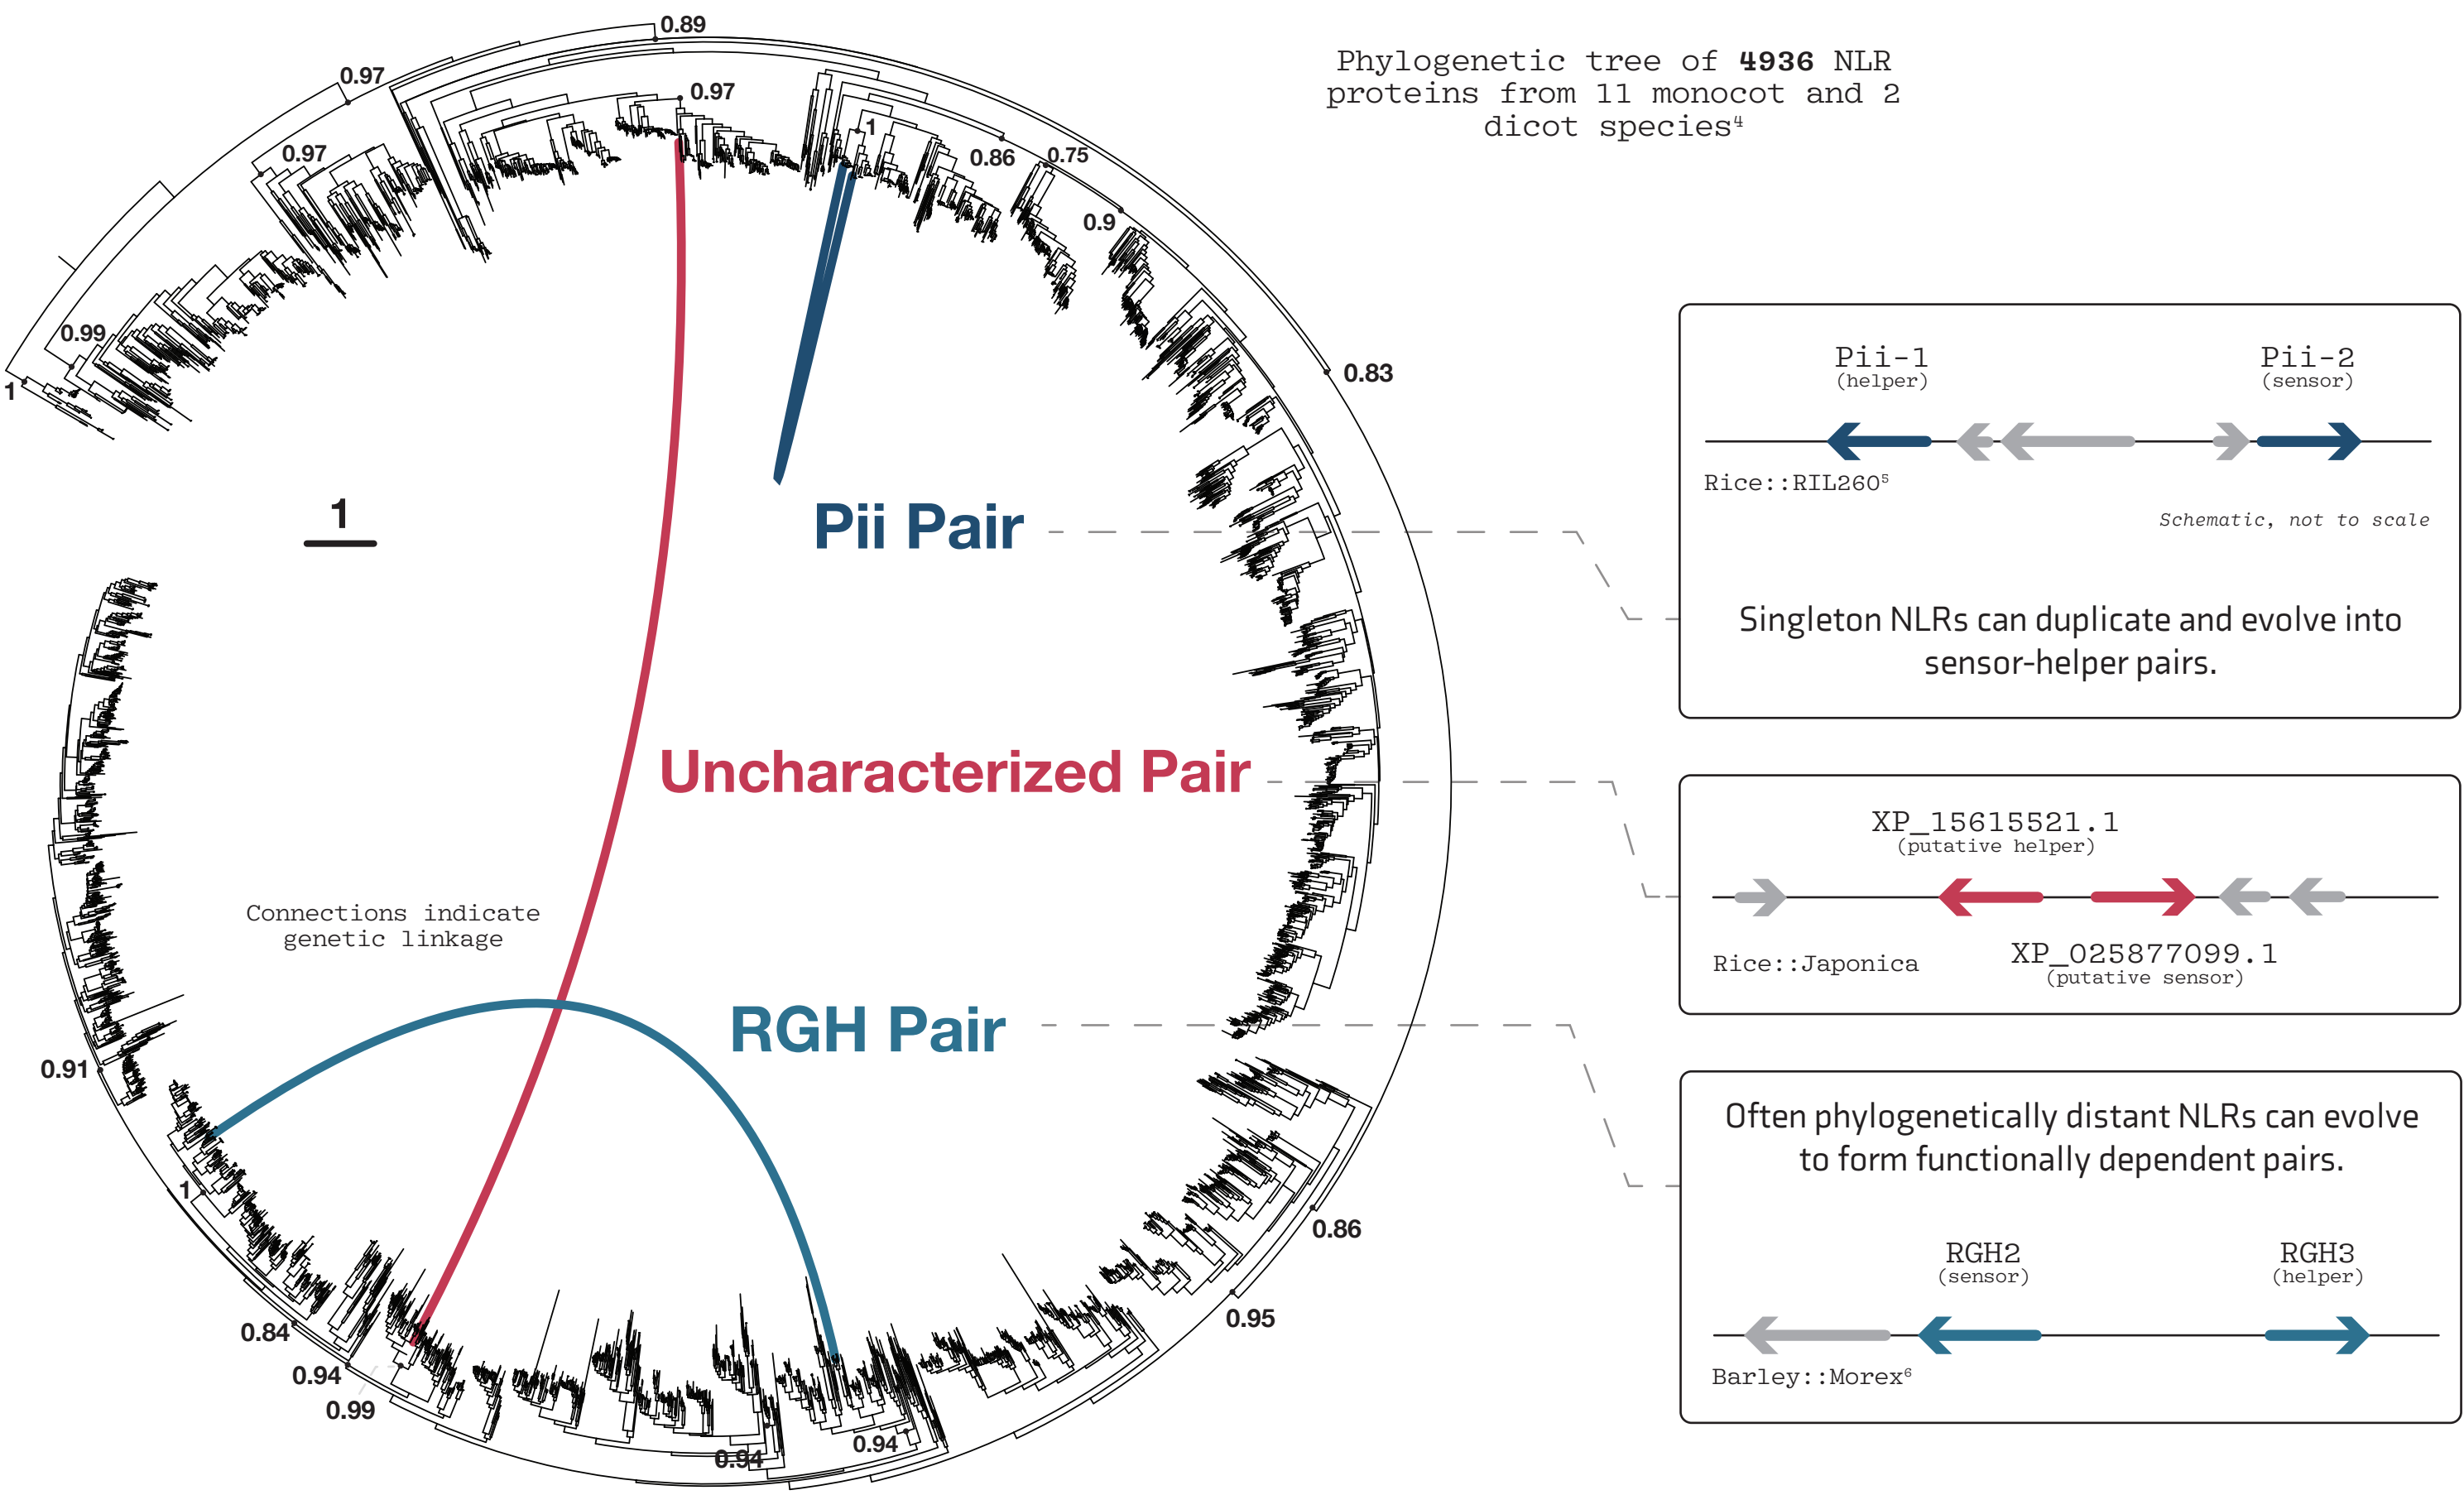 Phylogenetic tree of 4936 NLR
proteins from 11 monocot and 2
dicot species⁴
0.89
0.97
0.97
0.97
1
0.86
0.75
0.9
0.99
1
0.83
1
Pii Pair
Uncharacterized Pair
Connections indicate
genetic linkage
RGH Pair
0.91
1
0.84
0.94
0.99
0.94
0.94
0.95
0.86
Pii-1
(helper)
Pii-2
(sensor)
Rice::RIL260⁵
Schematic, not to scale
Singleton NLRs can duplicate and evolve into
sensor-helper pairs.
XP_15615521.1
(putative helper)
Rice::Japonica
XP_025877099.1
(putative sensor)
Often phylogenetically distant NLRs can evolve
to form functionally dependent pairs.
RGH2
(sensor)
RGH3
(helper)
Barley::Morex⁶